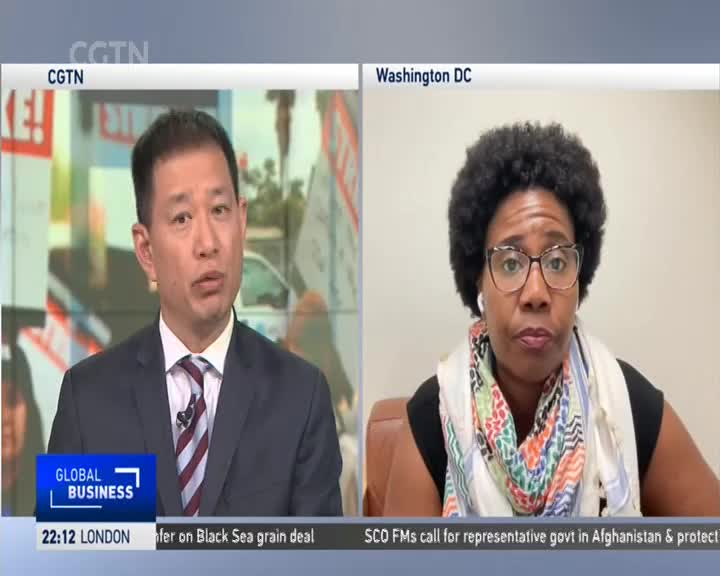 CGTN
CGTN
Washington DC
GLOBAL
BUSINESS
22:12 LONDON
nfer on Black Sea grain deal SCO FMs call for representative govt in Afghanistan & protect